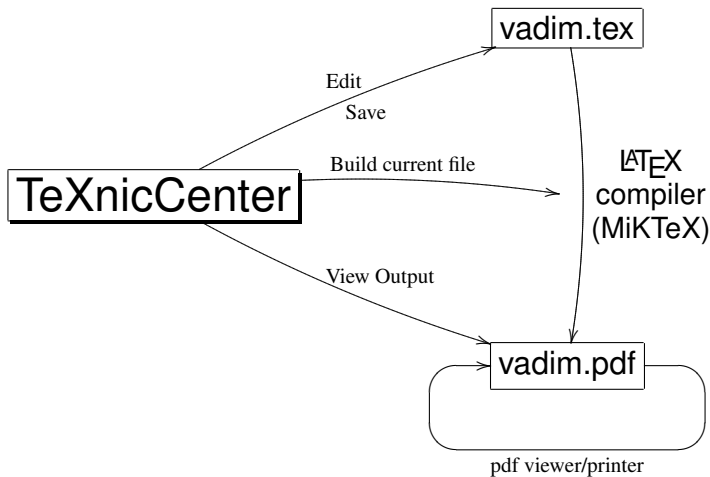 vadim.tex
Edit
Save
Build current file
LATEX
compiler
(MiKTeX)
TeXnicCenter
View Output
vadim.pdf
pdf viewer/printer